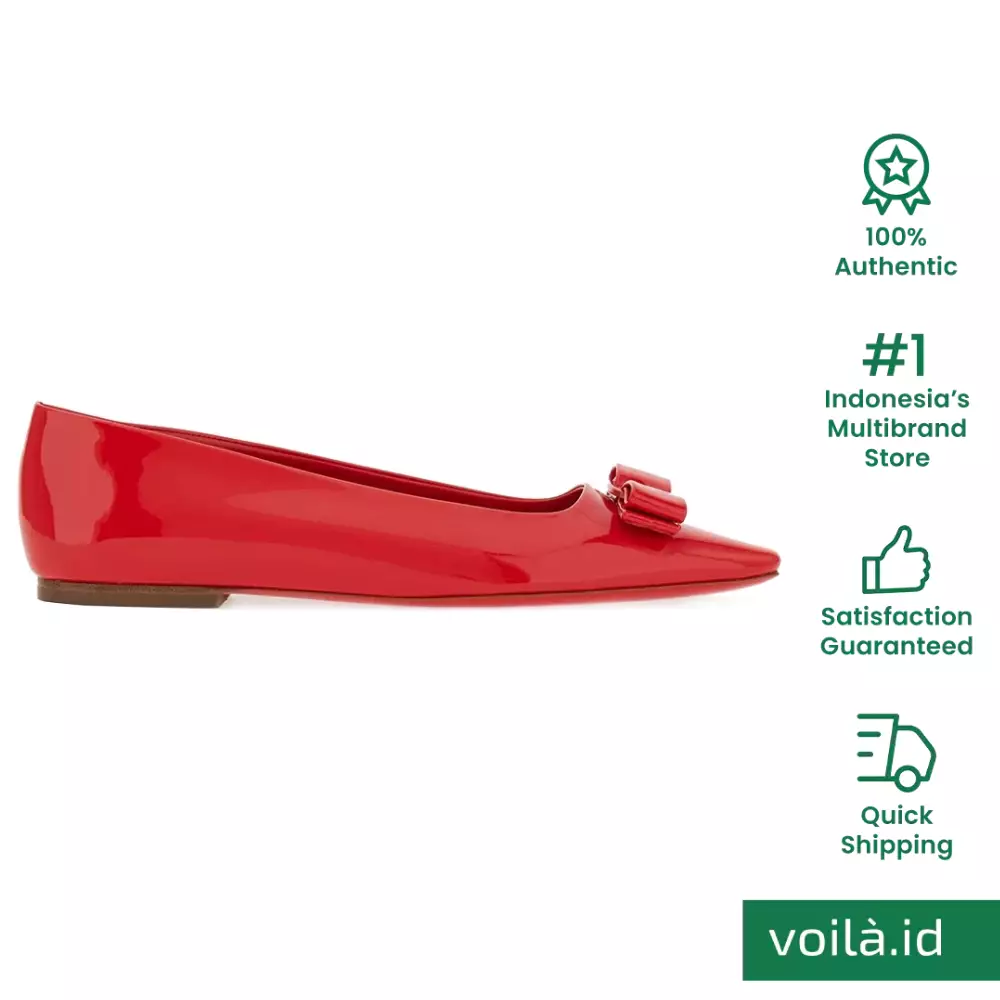 100%
Authentic
#1
Indonesia's
Multibrand
Store
Satisfaction
Guaranteed
Quick
Shipping
voilà.id